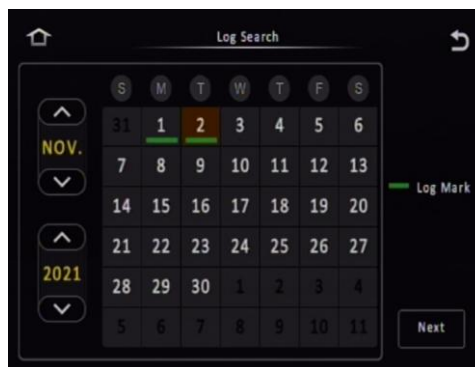 Log Search
S M T W T F S
31 1 2 3 4 5 6
NOV.
7 8 9 10 11 12 13
Log Mark
14 15 16 17 18 19 20
21 22 23 24 25 26 27
2021
28 29 30 1 2 3 4
5 6 7 8 9 10 11
Next